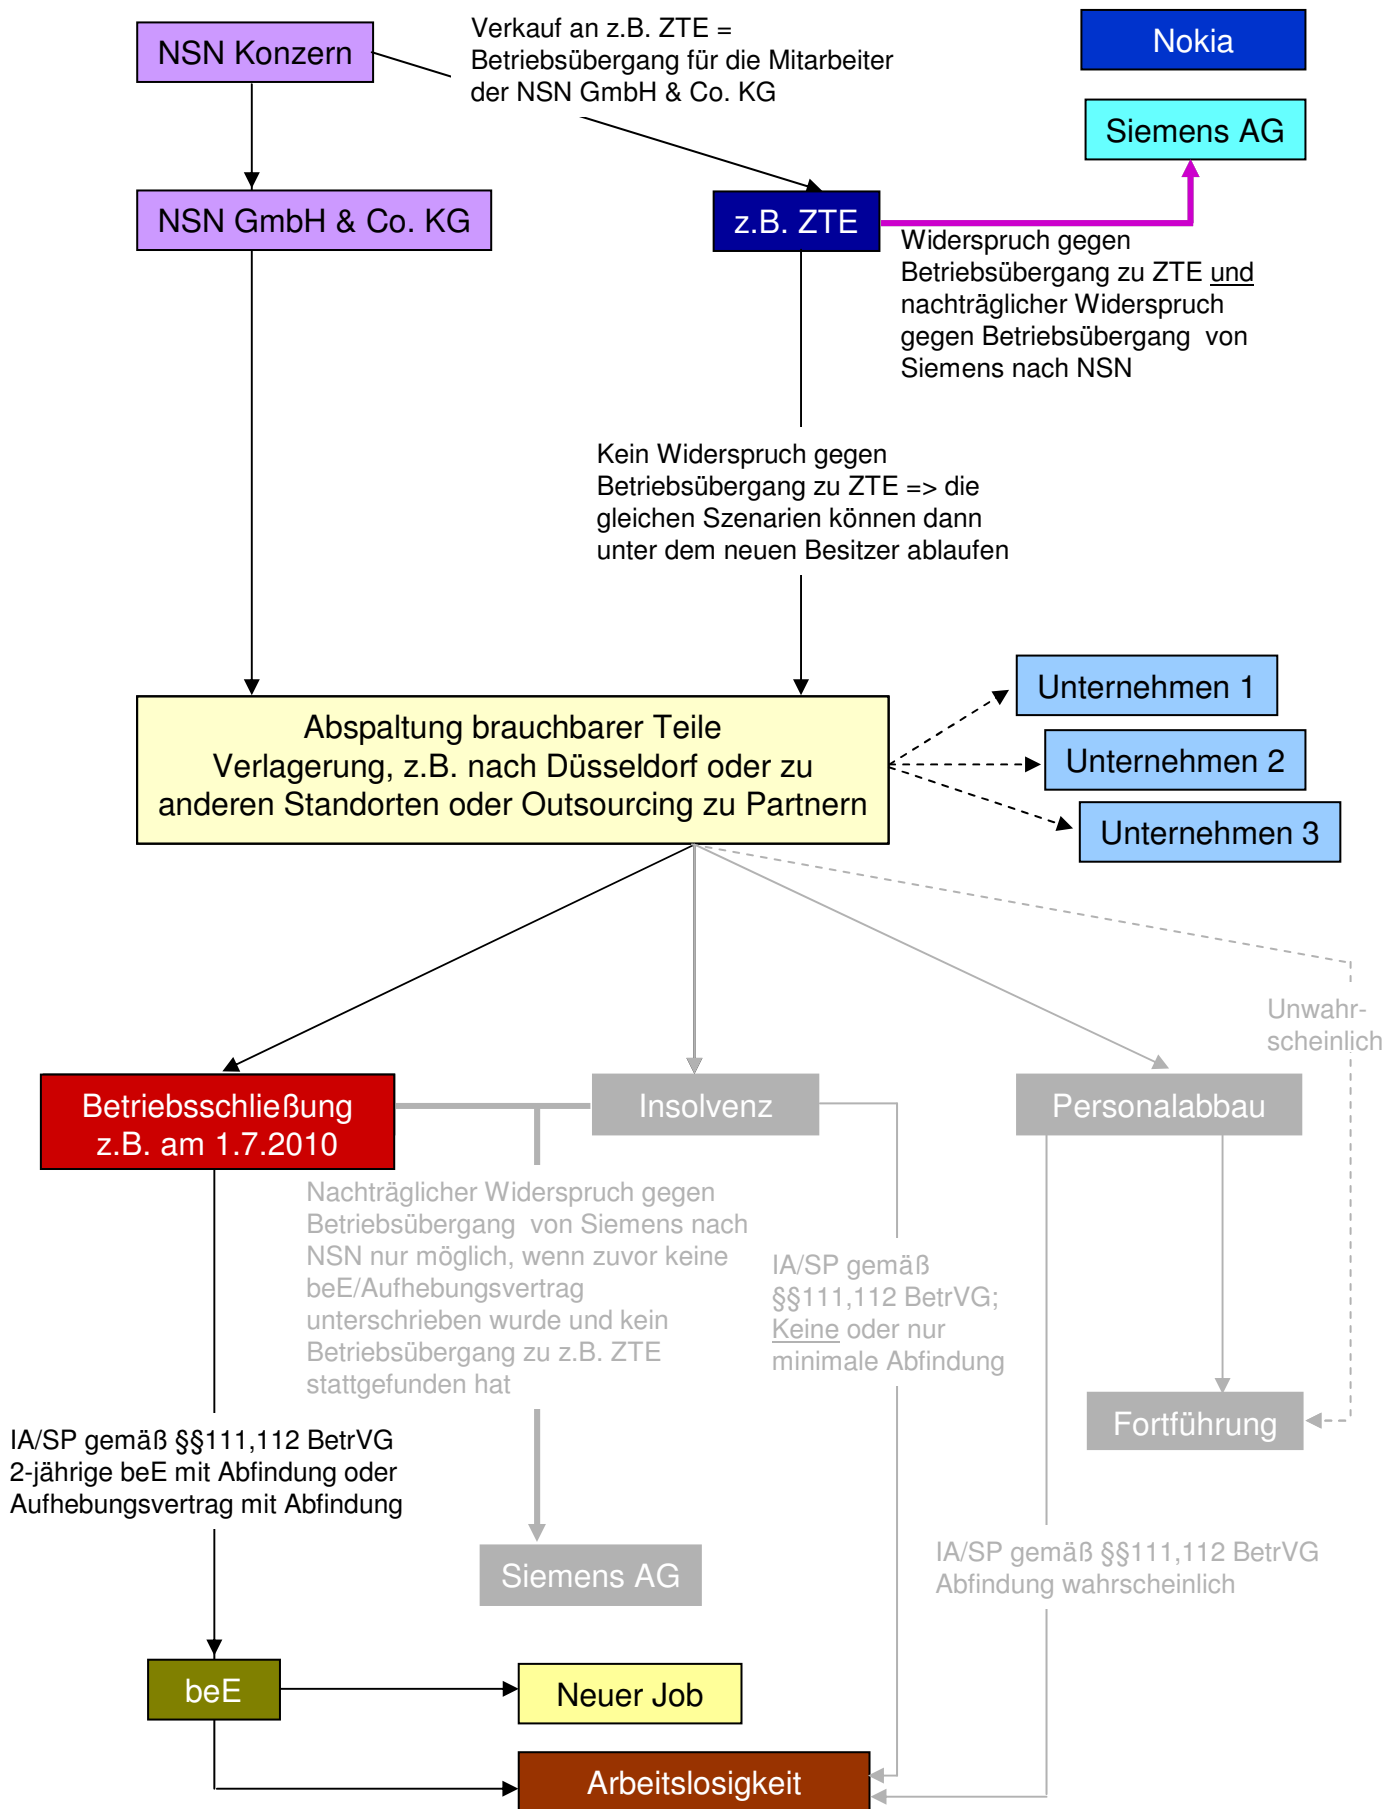 NSN Konzern
Verkauf an z.B. ZTE =
Betriebsübergang für die Mitarbeiter
der NSN GmbH & Co. KG
Nokia
Siemens AG
NSN GmbH & Co. KG
z.B. ZTE
Widerspruch gegen
Betriebsübergang zu ZTE und
nachträglicher Widerspruch
gegen Betriebsübergang von
Siemens nach NSN
Kein Widerspruch gegen
Betriebsübergang zu ZTE => die
gleichen Szenarien können dann
unter dem neuen Besitzer ablaufen
Abspaltung brauchbarer Teile
Verlagerung, z.B. nach Düsseldorf oder zu
anderen Standorten oder Outsourcing zu Partnern
Unternehmen 1
Unternehmen 2
Unternehmen 3
Unwahr-
scheinlich
Betriebsschließung
z.B. am 1.7.2010
Insolvenz
Personalabbau
Nachträglicher Widerspruch gegen
Betriebsübergang von Siemens nach
NSN nur möglich, wenn zuvor keine
beE/Aufhebungsvertrag
unterschrieben wurde und kein
Betriebsübergang zu z.B. ZTE
stattgefunden hat
IA/SP gemäß
§§111,112 BetrVG;
Keine oder nur
minimale Abfindung
Fortführung
IA/SP gemäß §§111,112 BetrVG
2-jährige beE mit Abfindung oder
Aufhebungsvertrag mit Abfindung
Siemens AG
IA/SP gemäß §§111,112 BetrVG
Abfindung wahrscheinlich
beE
Neuer Job
Arbeitslosigkeit